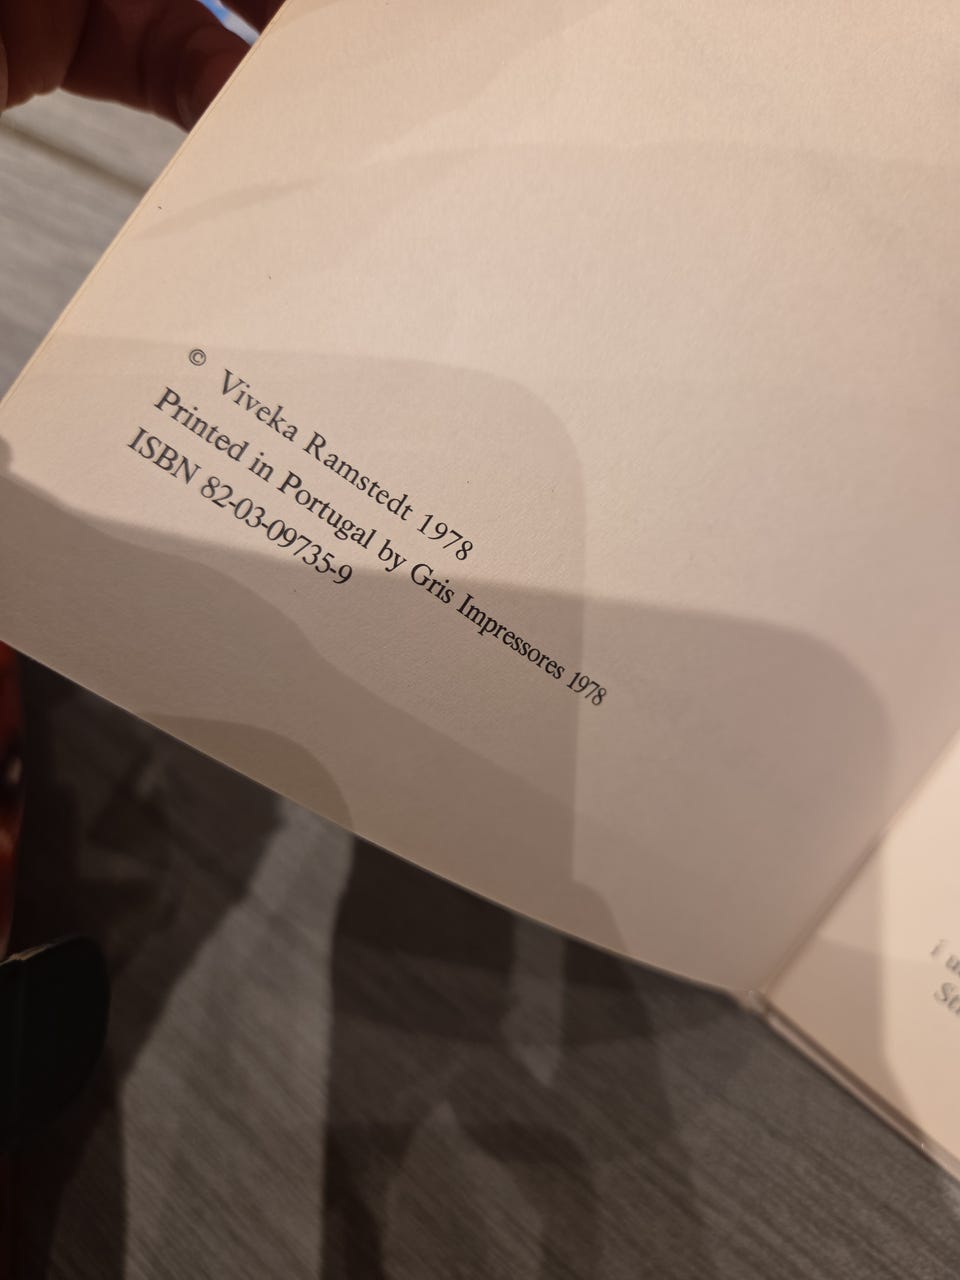 © Viveka Ramstedt 1978
Printed in Portugal by Gris Impressores 1978
ISBN 82-03-09735-9